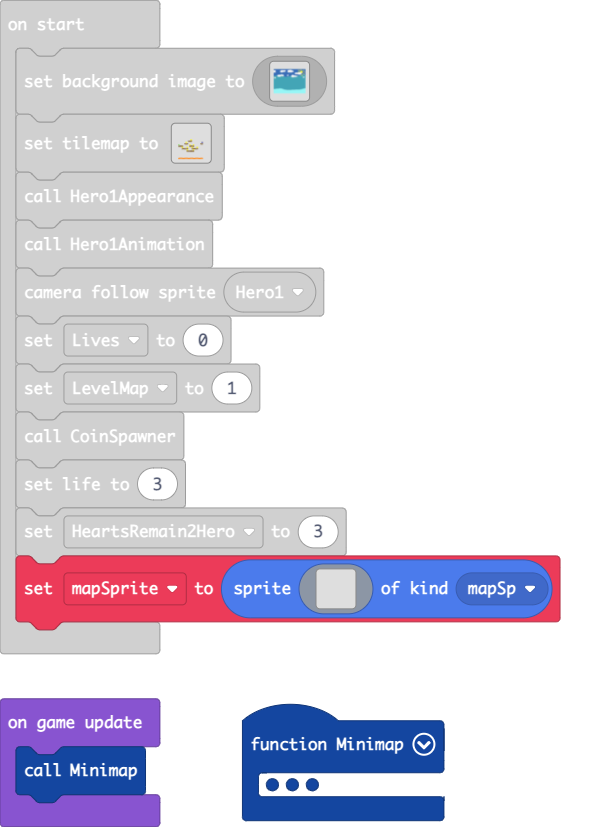 on start
set background image to
set tilemap to
call Hero1Appearance
call Hero1Animation
camera follow sprite Hero1
set Lives to 0
set LevelMap to 1
call CoinSpawner
set life to 3
set HeartsRemain2Hero to 3
set mapSprite to sprite of kind mapSp
on game update
call Minimap
function Minimap